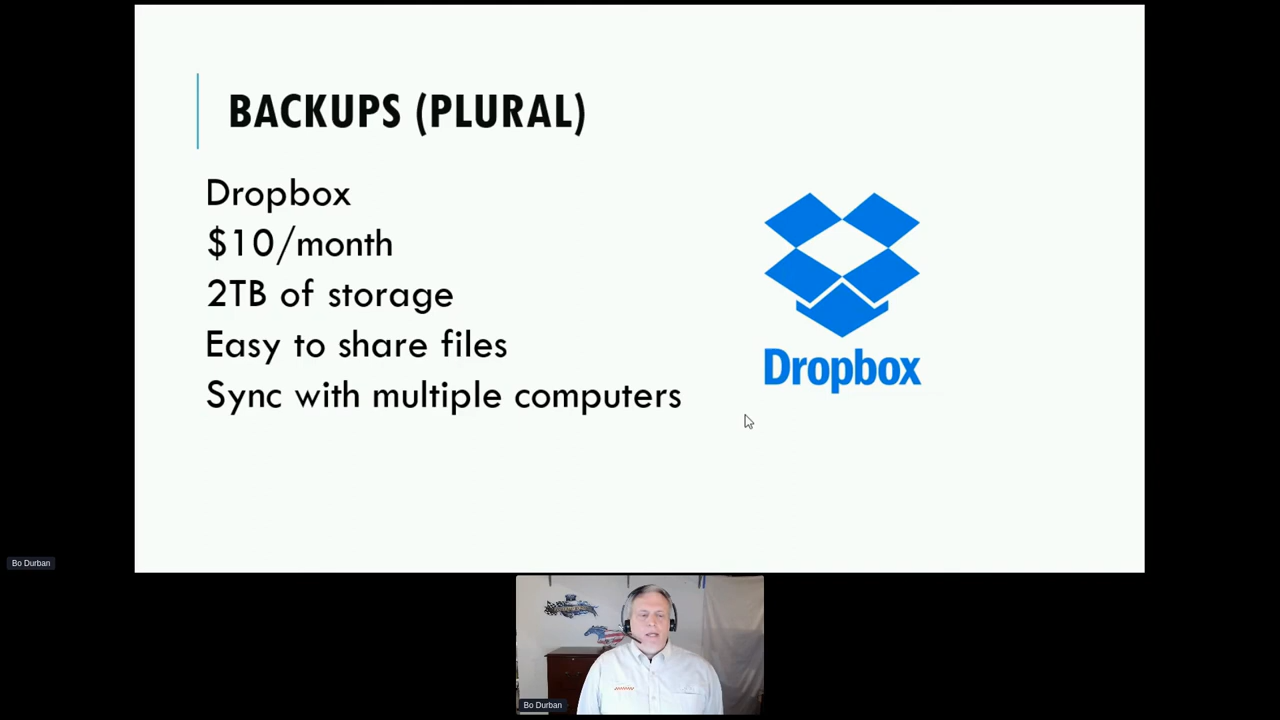 BACKUPS (PLURAL)
Dropbox
$10/month
2TB of storage
Easy to share files
Sync with multiple computers
Dropbox
Bo Durban
Bo Durban